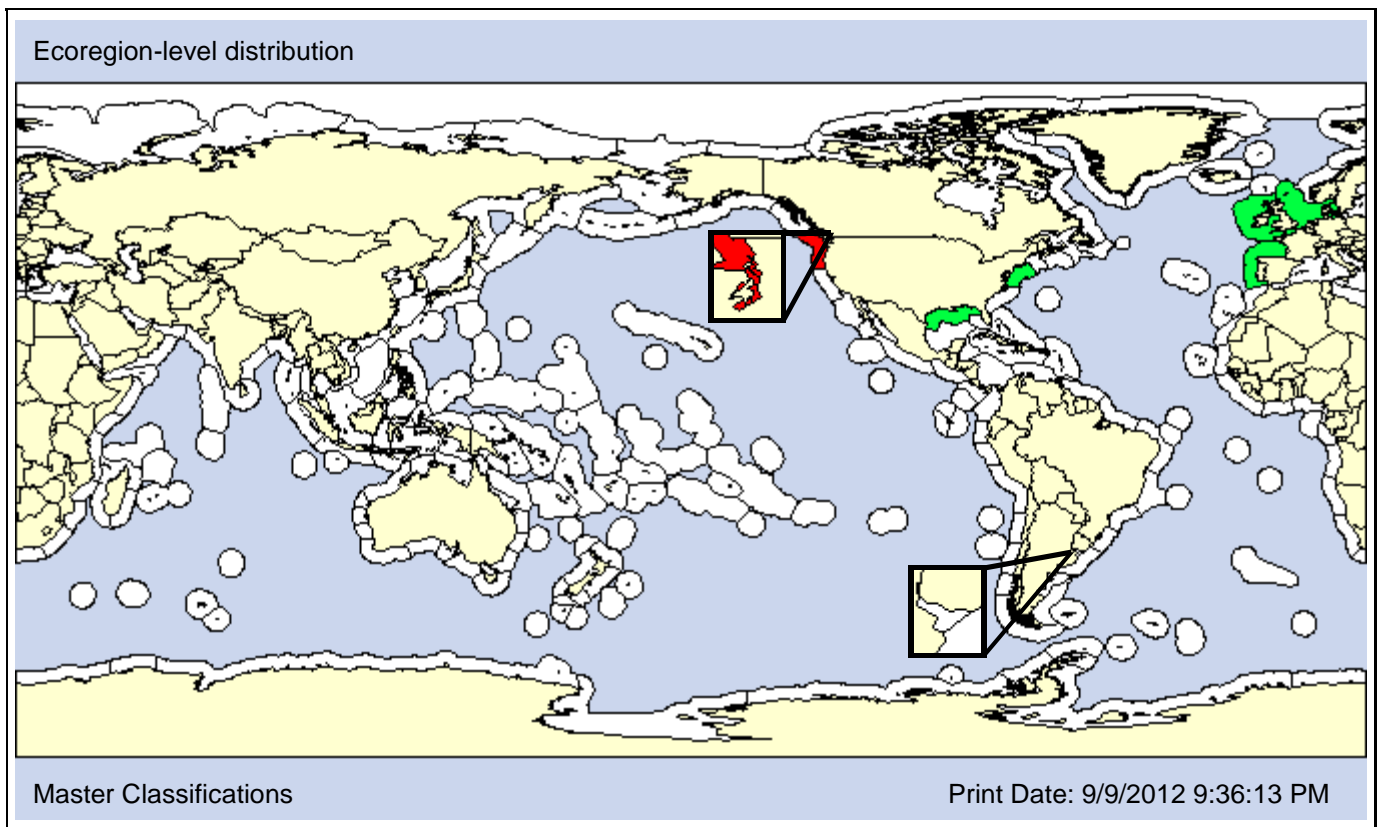 Ecoregion-level distribution
Master Classifications
Print Date: 9/9/2012 9:36:13 PM